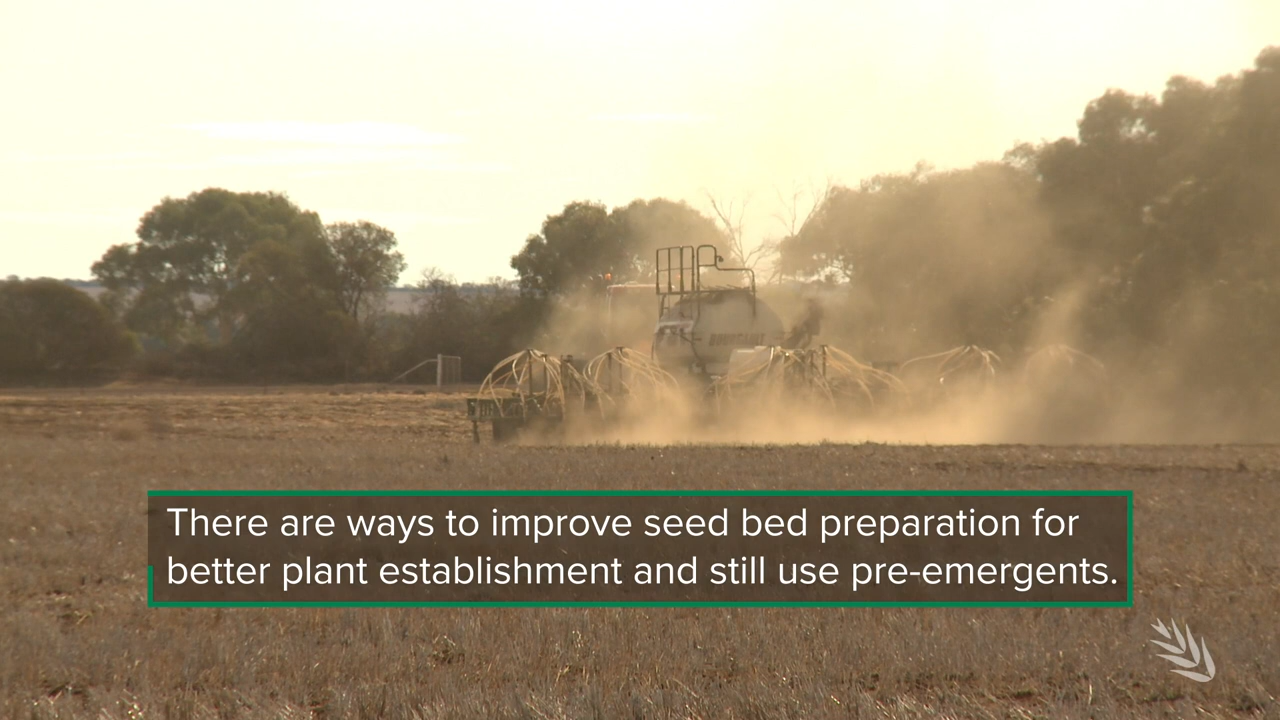 There are ways to improve seed bed preparation for
better plant establishment and still use pre-emergents.